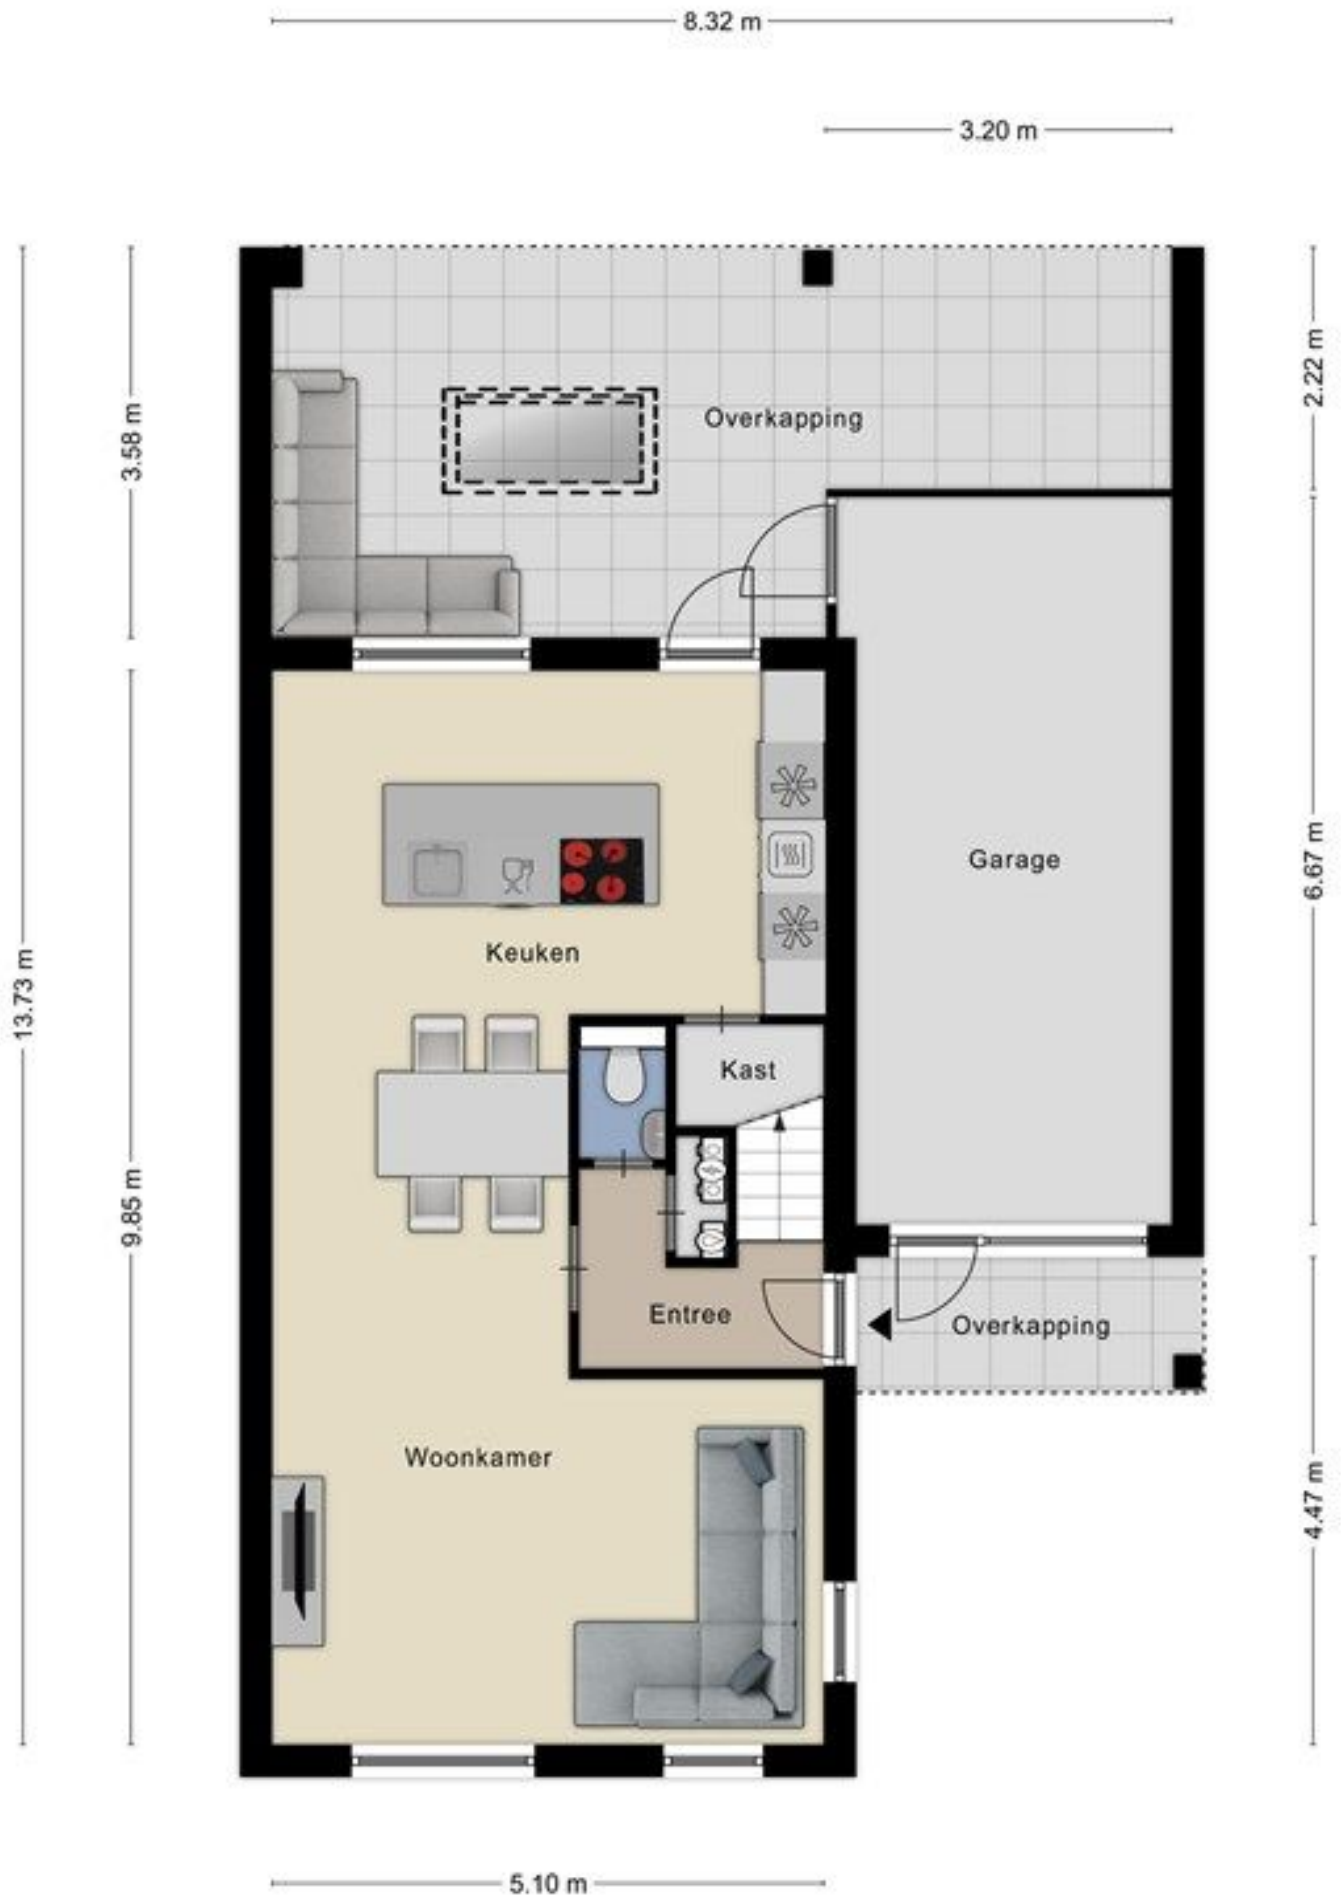 8.32 m
3.20 m
2.22 m
Overkapping
3.58 m
Garage
6.67 m
Keuken
13.73 m
Kast
9.85 m
Entree
Overkapping
Woonkamer
4.47 m
5.10 m